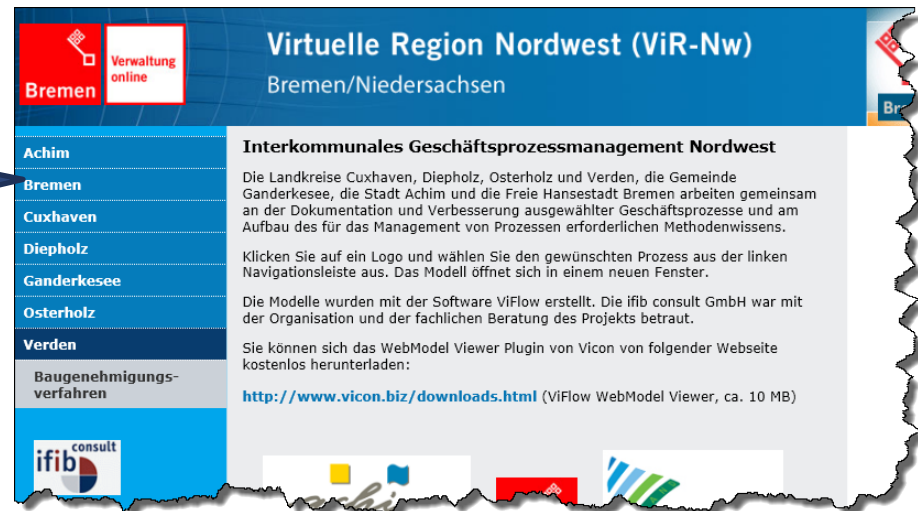 Bremen
Verwaltung
online
Virtuelle Region Nordwest (ViR-Nw)
Bremen/Niedersachsen
Achim
Bremen
Cuxhaven
Diepholz
Ganderkesee
Osterholz
Verden
Baugenehmigungs-
verfahren
ifib consult
Interkommunales Geschäftsprozessmanagement Nordwest
Die Landkreise Cuxhaven, Diepholz, Osterholz und Verden, die Gemeinde
Ganderkesee, die Stadt Achim und die Freie Hansestadt Bremen arbeiten gemeinsam
an der Dokumentation und Verbesserung ausgewählter Geschäftsprozesse und am
Aufbau des für das Management von Prozessen erforderlichen Methodenwissens.
Klicken Sie auf ein Logo und wählen Sie den gewünschten Prozess aus der linken
Navigationsleiste aus. Das Modell öffnet sich in einem neuen Fenster.
Die Modelle wurden mit der Software ViFlow erstellt. Die ifib consult GmbH war mit
der Organisation und der fachlichen Beratung des Projekts betraut.
Sie können sich das WebModel Viewer Plugin von Vicon von folgender Webseite
kostenlos herunterladen:
http://www.vicon.biz/downloads.html (ViFlow WebModel Viewer, ca. 10 MB)